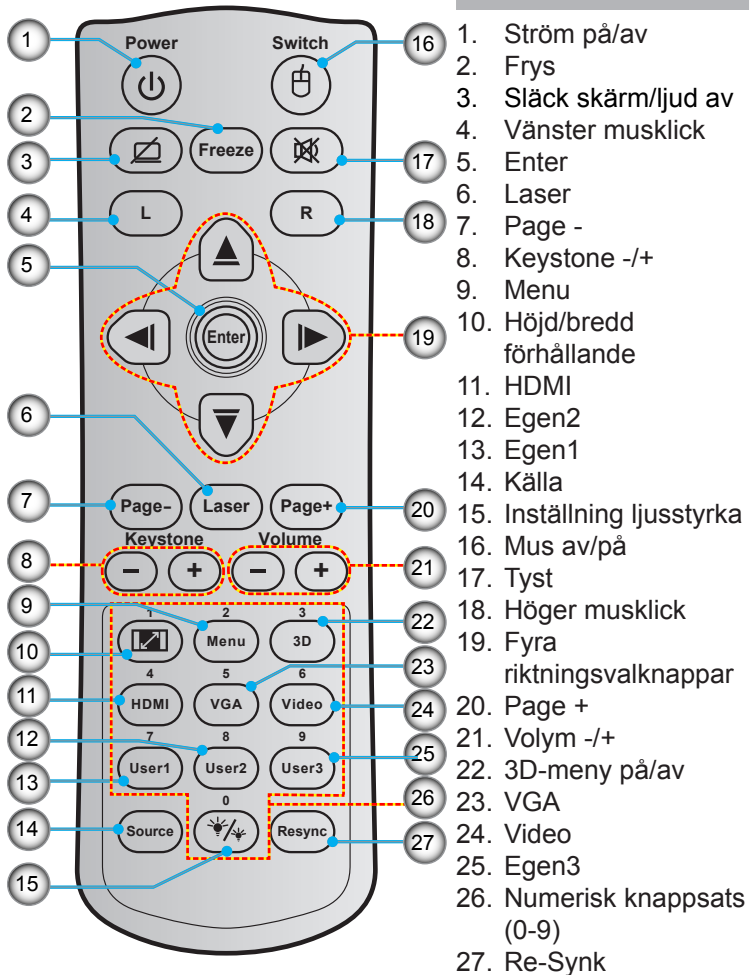 Power
Switch
1
16
2
Freeze
3
17
4
L
R
18
5
Enter
19
6
7
Page-
Laser
Page+
20
Keystone
Volume
8
−
+
−
+
21
9
1
2
3
22
Menu
3D
10
4
5
6
23
11
HDMI
VGA
Video
24
12
7
8
9
25
User1
User2
User3
13
0
26
14
Source
Resync
27
15
1. Ström på/av
2. Frys
3. Släck skärm/ljud av
4. Vänster musklick
5. Enter
6. Laser
7. Page -
8. Keystone -/+
9. Menu
10. Höjd/bredd
förhållande
11. HDMI
12. Egen2
13. Egen1
14. Källa
15. Inställning ljusstyrka
16. Mus av/på
17. Tyst
18. Höger musklick
19. Fyra
riktningsvalknappar
20. Page +
21. Volym -/+
22. 3D-meny på/av
23. VGA
24. Video
25. Egen3
26. Numerisk knappsats
(0-9)
27. Re-Synk